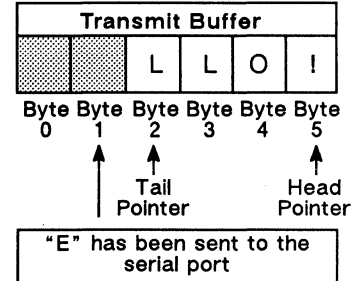 Transmit Buffer
L L O !
Byte Byte Byte Byte Byte Byte
0 1 2 3 4 5
Tail Head
Pointer Pointer
"E" has been sent to the
serial port